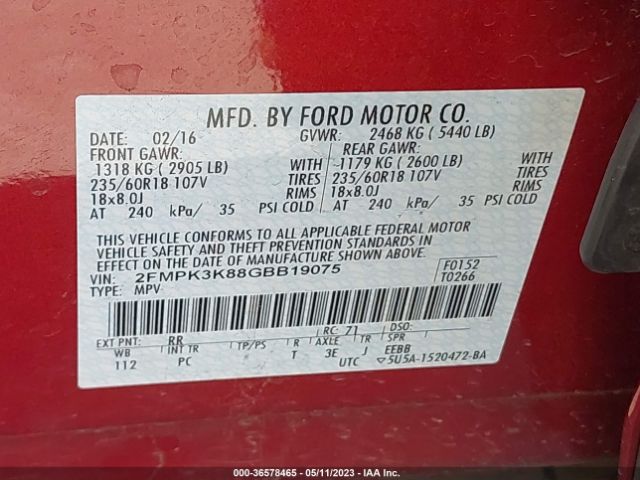 MFD. BY FORD MOTOR CO.
DATE: 02/16 GVWR: 2468 KG ( 5440 LB)
FRONT GAWR: REAR GAWR:
1318 KG ( 2905 LB) WITH 1179 KG ( 2600 LB) WITH
235/60R18 107V TIRES 235/60R18 107V TIRES
18x8.0J RIMS 18x8.0J RIMS
AT 240 kPa/ 35 PSI COLD AT 240 kPa/ 35 PSI COLD
THIS VEHICLE CONFORMS TO ALL APPLICABLE FEDERAL MOTOR
VEHICLE SAFETY AND THEFT PREVENTION STANDARDS IN
EFFECT ON THE DATE OF MANUFACTURE SHOWN ABOVE.
VIN: 2FMPK3K88GBB19075 F0152
TYPE: MPV T0266
EXT PNT: RR RC: 71 DSO:
WB INT TR TP/PS R AXLE TR SPR
112 PC T 3E J EEBB
UTC 5U5A-1520472-BA
000-36578465 - 05/11/2023 - IAA Inc.